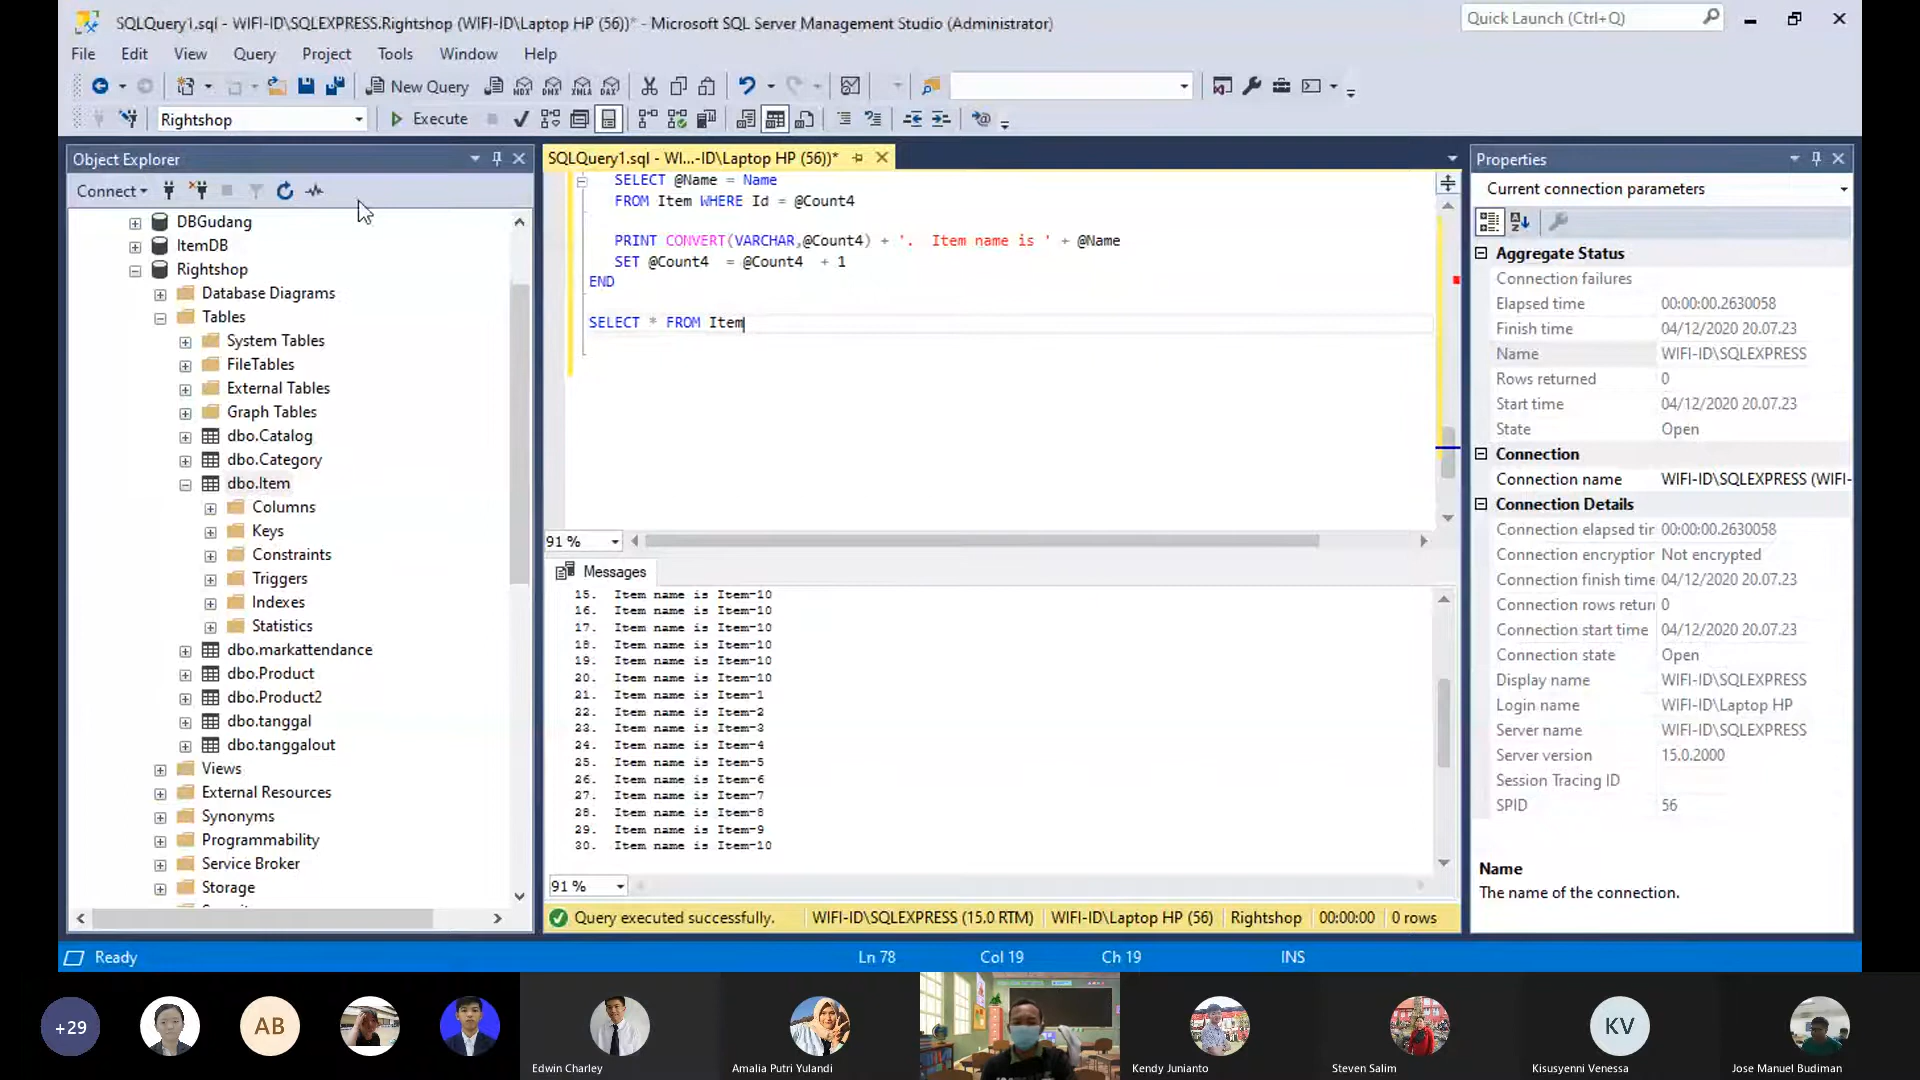 SQLQuery1.sql - WIFI-ID\SQLEXPRESS.Rightshop (WIFI-ID\Laptop HP (56))* - Microsoft SQL Server Management Studio (Administrator)
Quick Launch (Ctrl+Q)
File Edit View Query Project Tools Window Help
New Query
Rightshop
Execute
Object Explorer
Connect
DBGudang
ItemDB
Rightshop
Database Diagrams
Tables
System Tables
FileTables
External Tables
Graph Tables
dbo.Catalog
dbo.Category
dbo.Item
Columns
Keys
Constraints
Triggers
Indexes
Statistics
dbo.markattendance
dbo.Product
dbo.Product2
dbo.tanggal
dbo.tanggalout
Views
External Resources
Synonyms
Programmability
Service Broker
Storage
SQLQuery1.sql - WI...-ID\Laptop HP (56))*
SELECT @Name = Name
FROM Item WHERE Id = @Count4
PRINT CONVERT(VARCHAR,@Count4) + '.  Item name is ' + @Name
SET @Count4  = @Count4  + 1
END
SELECT * FROM Item
91 %
Messages
15.  Item name is Item-10
16.  Item name is Item-10
17.  Item name is Item-10
18.  Item name is Item-10
19.  Item name is Item-10
20.  Item name is Item-10
21.  Item name is Item-1
22.  Item name is Item-2
23.  Item name is Item-3
24.  Item name is Item-4
25.  Item name is Item-5
26.  Item name is Item-6
27.  Item name is Item-7
28.  Item name is Item-8
29.  Item name is Item-9
30.  Item name is Item-10
91 %
Query executed successfully. WIFI-ID\SQLEXPRESS (15.0 RTM) WIFI-ID\Laptop HP (56) Rightshop 00:00:00 0 rows
Properties
Current connection parameters
Aggregate Status
Connection failures
Elapsed time 00:00:00.2630058
Finish time 04/12/2020 20.07.23
Name WIFI-ID\SQLEXPRESS
Rows returned 0
Start time 04/12/2020 20.07.23
State Open
Connection
Connection name WIFI-ID\SQLEXPRESS (WIFI-
Connection Details
Connection elapsed tir 00:00:00.2630058
Connection encryption Not encrypted
Connection finish time 04/12/2020 20.07.23
Connection rows return 0
Connection start time 04/12/2020 20.07.23
Connection state Open
Display name WIFI-ID\SQLEXPRESS
Login name WIFI-ID\Laptop HP
Server name WIFI-ID\SQLEXPRESS
Server version 15.0.2000
Session Tracing ID
SPID 56
Name
The name of the connection.
Ready Ln 78 Col 19 Ch 19 INS
+29
AB
KV
Edwin Charley
Amalia Putri Yulandi
Kendy Junianto
Steven Salim
Kisusyenni Venessa
Jose Manuel Budiman